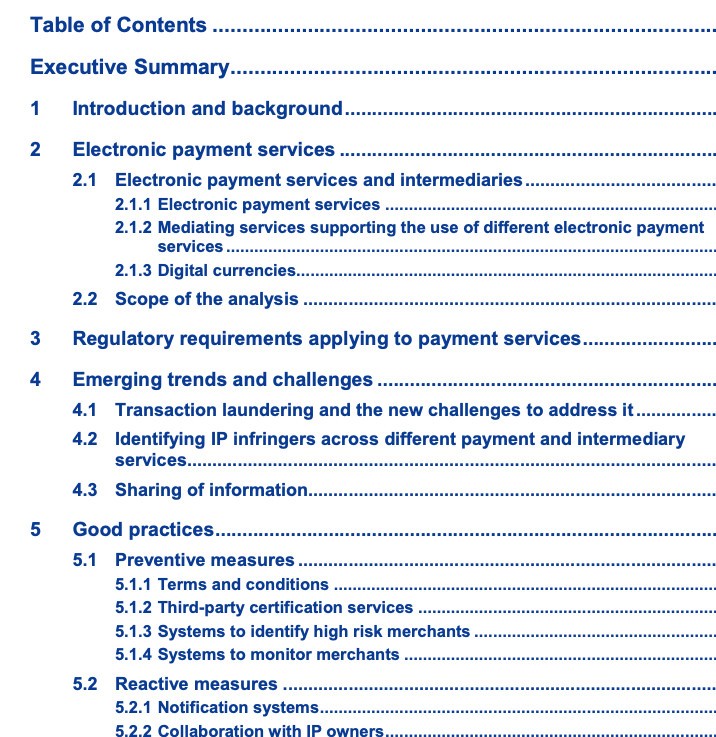 Table of Contents ....................................................................................
Executive Summary....................................................................................
1 Introduction and background....................................................................
2 Electronic payment services ....................................................................
2.1 Electronic payment services and intermediaries....................................
2.1.1 Electronic payment services ..............................................................
2.1.2 Mediating services supporting the use of different electronic payment
services....................................................................................................
2.1.3 Digital currencies...............................................................................
2.2 Scope of the analysis ...........................................................................
3 Regulatory requirements applying to payment services.........................
4 Emerging trends and challenges ..............................................................
4.1 Transaction laundering and the new challenges to address it...............
4.2 Identifying IP infringers across different payment and intermediary
services....................................................................................................
4.3 Sharing of information...........................................................................
5 Good practices..........................................................................................
5.1 Preventive measures ............................................................................
5.1.1 Terms and conditions ........................................................................
5.1.2 Third-party certification services ........................................................
5.1.3 Systems to identify high risk merchants .............................................
5.1.4 Systems to monitor merchants ..........................................................
5.2 Reactive measures ...............................................................................
5.2.1 Notification systems...........................................................................
5.2.2 Collaboration with IP owners..............................................................